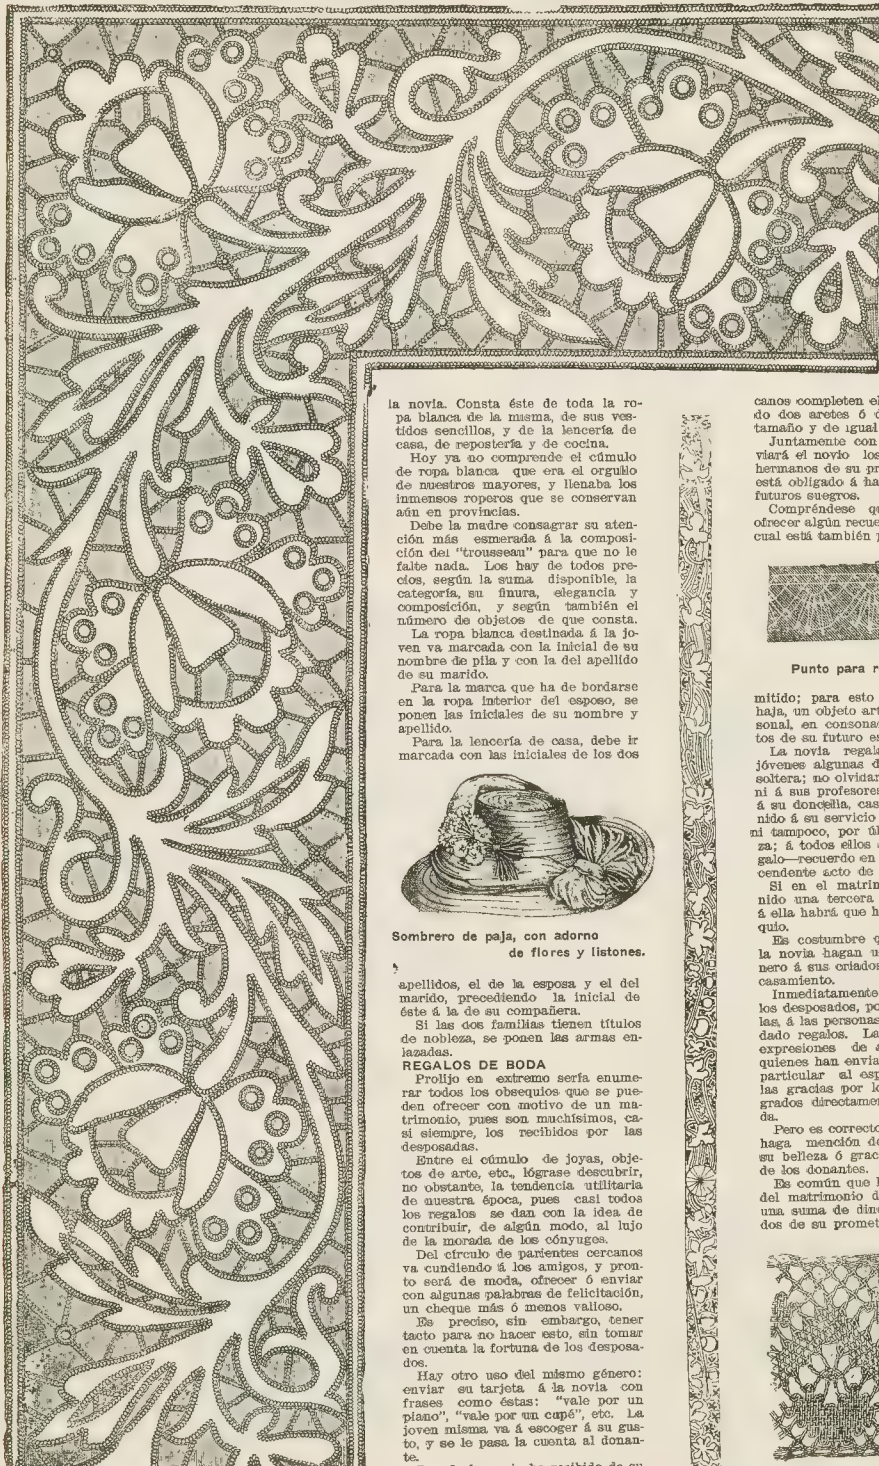 la novia. Consta éste de toda la ro-
pa blanca de la misma, de sus ves-
tidos sencillos, y de la lencería de
casa, de repostería y de cocina.
Hoy ya no comprende el cúmulo
de ropa blanca que era el orgullo
de nuestros mayores, y llenaba los
inmensos roperos que se conservan
aún en provincias.
Debe la madre consagrar su aten-
ción más esmerada á la composi-
ción del "trousseau" para que no le
falte nada. Los hay de todos pre-
cios, según la suma disponible, la
categoría, su finura, elegancia y
composición, y según también el
número de objetos de que consta.
La ropa blanca destinada á la jo-
ven va marcada con la inicial de su
nombre de pila y con la del apellido
de su marido.
Para la marca que ha de bordarse
en la ropa interior del esposo, se
ponen las iniciales de su nombre y
apellido.
Para la lencería de casa, debe ir
marcada con las iniciales de los dos
Sombrero de paja, con adorno
de flores y listones.
apellidos, el de la esposa y el del
marido, precediendo la inicial de
éste á la de su compañera.
Si las dos familias tienen títulos
de nobleza, se ponen las armas en-
lazadas.
REGALOS DE BODA
Prolijo en extremo sería enume-
rar todos los obsequios que se pue-
den ofrecer con motivo de un ma-
trimonio, pues son muchísimos, ca-
si siempre, los recibidos por las
desposadas.
Entre el cúmulo de joyas, obje-
tos de arte, etc., lógrase descubrir,
no obstante, la tendencia utilitaria
de nuestra época, pues casi todos
los regalos se dan con la idea de
contribuir, de algún modo, al lujo
de la morada de los cónyuges.
Del círculo de parientes cercanos
va cundiendo á los amigos, y pron-
to será de moda, ofrecer ó enviar
con algunas palabras de felicitación,
un cheque más ó menos valioso.
Es preciso, sin embargo, tener
tacto para no hacer esto, sin tomar
en cuenta la fortuna de los desposa-
dos.
Hay otro uso del mismo género:
enviar su tarjeta á la novia con
frases como éstas: "vale por un
piano", "vale por un cupé", etc. La
joven misma va á escoger á su gus-
to, y se le pasa la cuenta al donan-
te.
canos completen el
do dos aretes ó
tamaño y de igual
Juntamente con
viará el novio los
hermanos de su pr
está obligado á ha
futuros suegros.
Compréndese qu
ofrecer algún recue
cual está también
Punto para r
mitido; para esto
haja, un objeto art
sonal, en consona
tos de su futuro es
La novia regala
jóvenes algunas d
soltera; no olvidar
ni á sus profesores
á su doncella, cas
nido á su servicio
ni tampoco, por úl
za; á todos ellos
galo—recuerdo en
cendente acto de
Si en el matrim
nido una tercera
á ella habrá que h
quio.
Es costumbre q
la novia hagan u
nero á sus criados
casamiento.
Inmediatamente
los desposados, po
las, á las personas
dado regalos. La
expresiones de
quienes han envia
particular al esp
las gracias por lo
grados directamen
da.
Pero es correcto
haga mención de
su belleza ó grac
de los donantes.
Es común que l
del matrimonio d
una suma de dine
dos de su promet